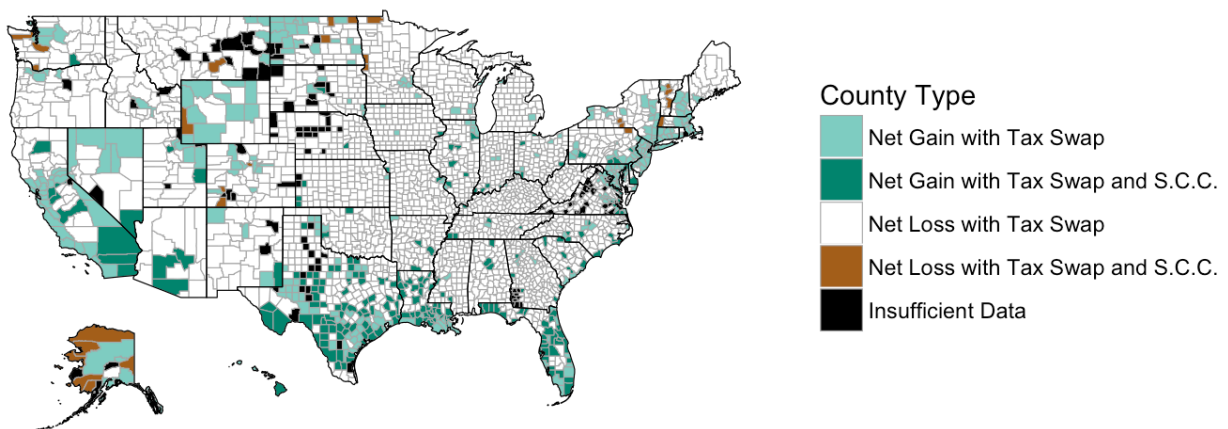 County Type
Net Gain with Tax Swap
Net Gain with Tax Swap and S.C.C.
Net Loss with Tax Swap
Net Loss with Tax Swap and S.C.C.
Insufficient Data